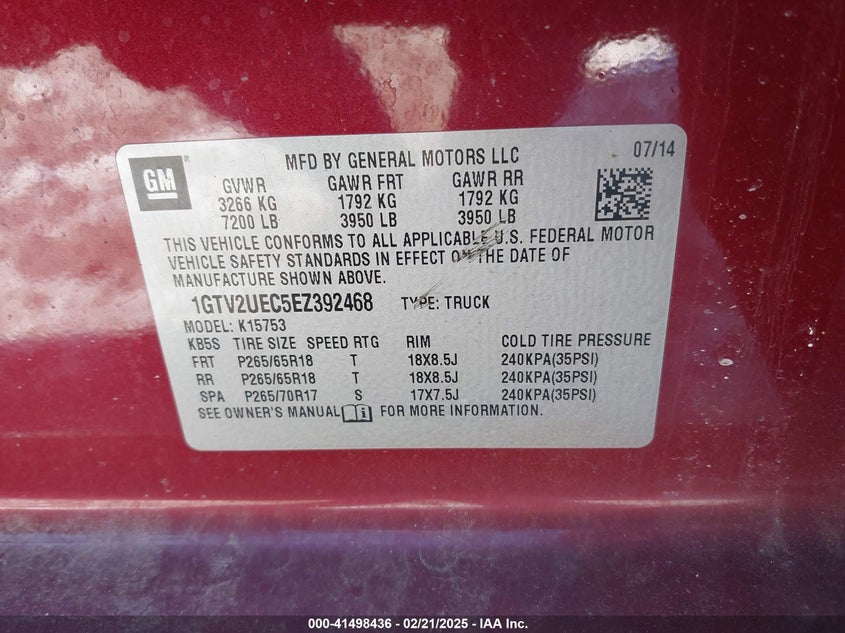 MFD BY GENERAL MOTORS LLC 07/14
GM ®
GVWR GAWR FRT GAWR RR
3266 KG 1792 KG 1792 KG
7200 LB 3950 LB 3950 LB
THIS VEHICLE CONFORMS TO ALL APPLICABLE U.S. FEDERAL MOTOR
VEHICLE SAFETY STANDARDS IN EFFECT ON THE DATE OF
MANUFACTURE SHOWN ABOVE.
1GTV2UEC5EZ392468 TYPE: TRUCK
MODEL: K15753
KB5S TIRE SIZE SPEED RTG RIM COLD TIRE PRESSURE
FRT P265/65R18 T 18X8.5J 240KPA(35PSI)
RR P265/65R18 T 18X8.5J 240KPA(35PSI)
SPA P265/70R17 S 17X7.5J 240KPA(35PSI)
SEE OWNER'S MANUAL FOR MORE INFORMATION.
000-41498436 - 02/21/2025 - IAA Inc.